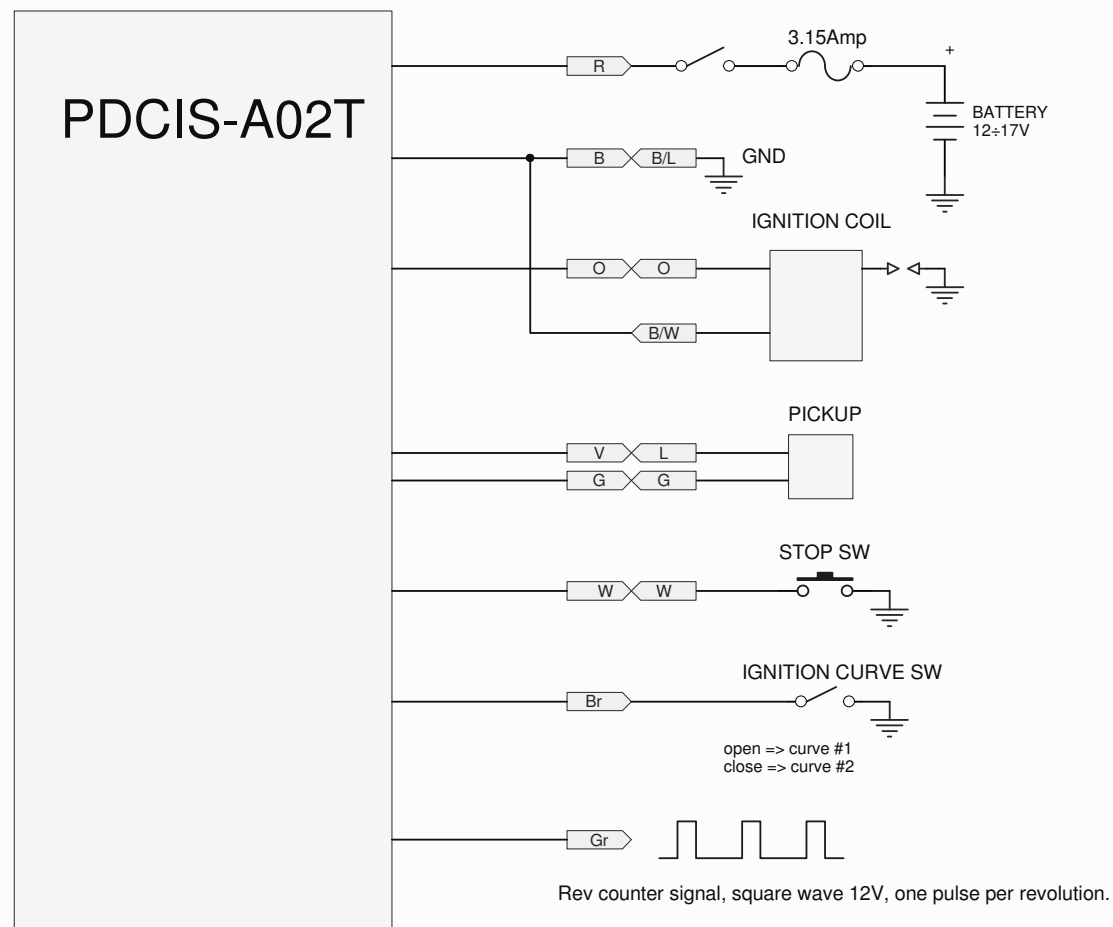 PDCIS-A02T
3.15Amp
+
R
BATTERY
12÷17V
B B/L GND
IGNITION COIL
O O
B/W
PICKUP
V L
G G
STOP SW
W W
IGNITION CURVE SW
Br
open => curve #1
close => curve #2
Gr
Rev counter signal, square wave 12V, one pulse per revolution.